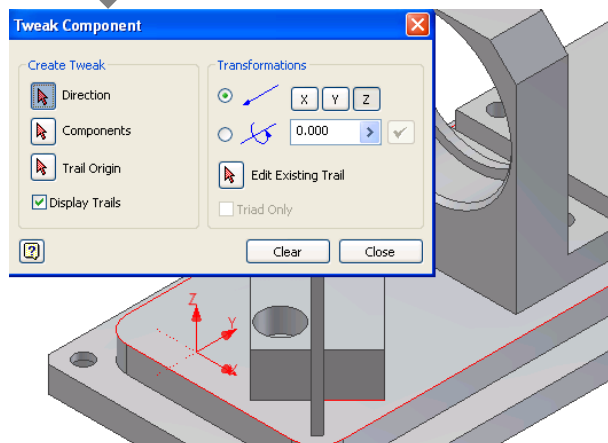 Tweak Component
Create Tweak
Direction
Components
Trail Origin
Display Trails
Transformations
X Y Z
0.000
Edit Existing Trail
Triad Only
?
Clear Close
Z
Y
X